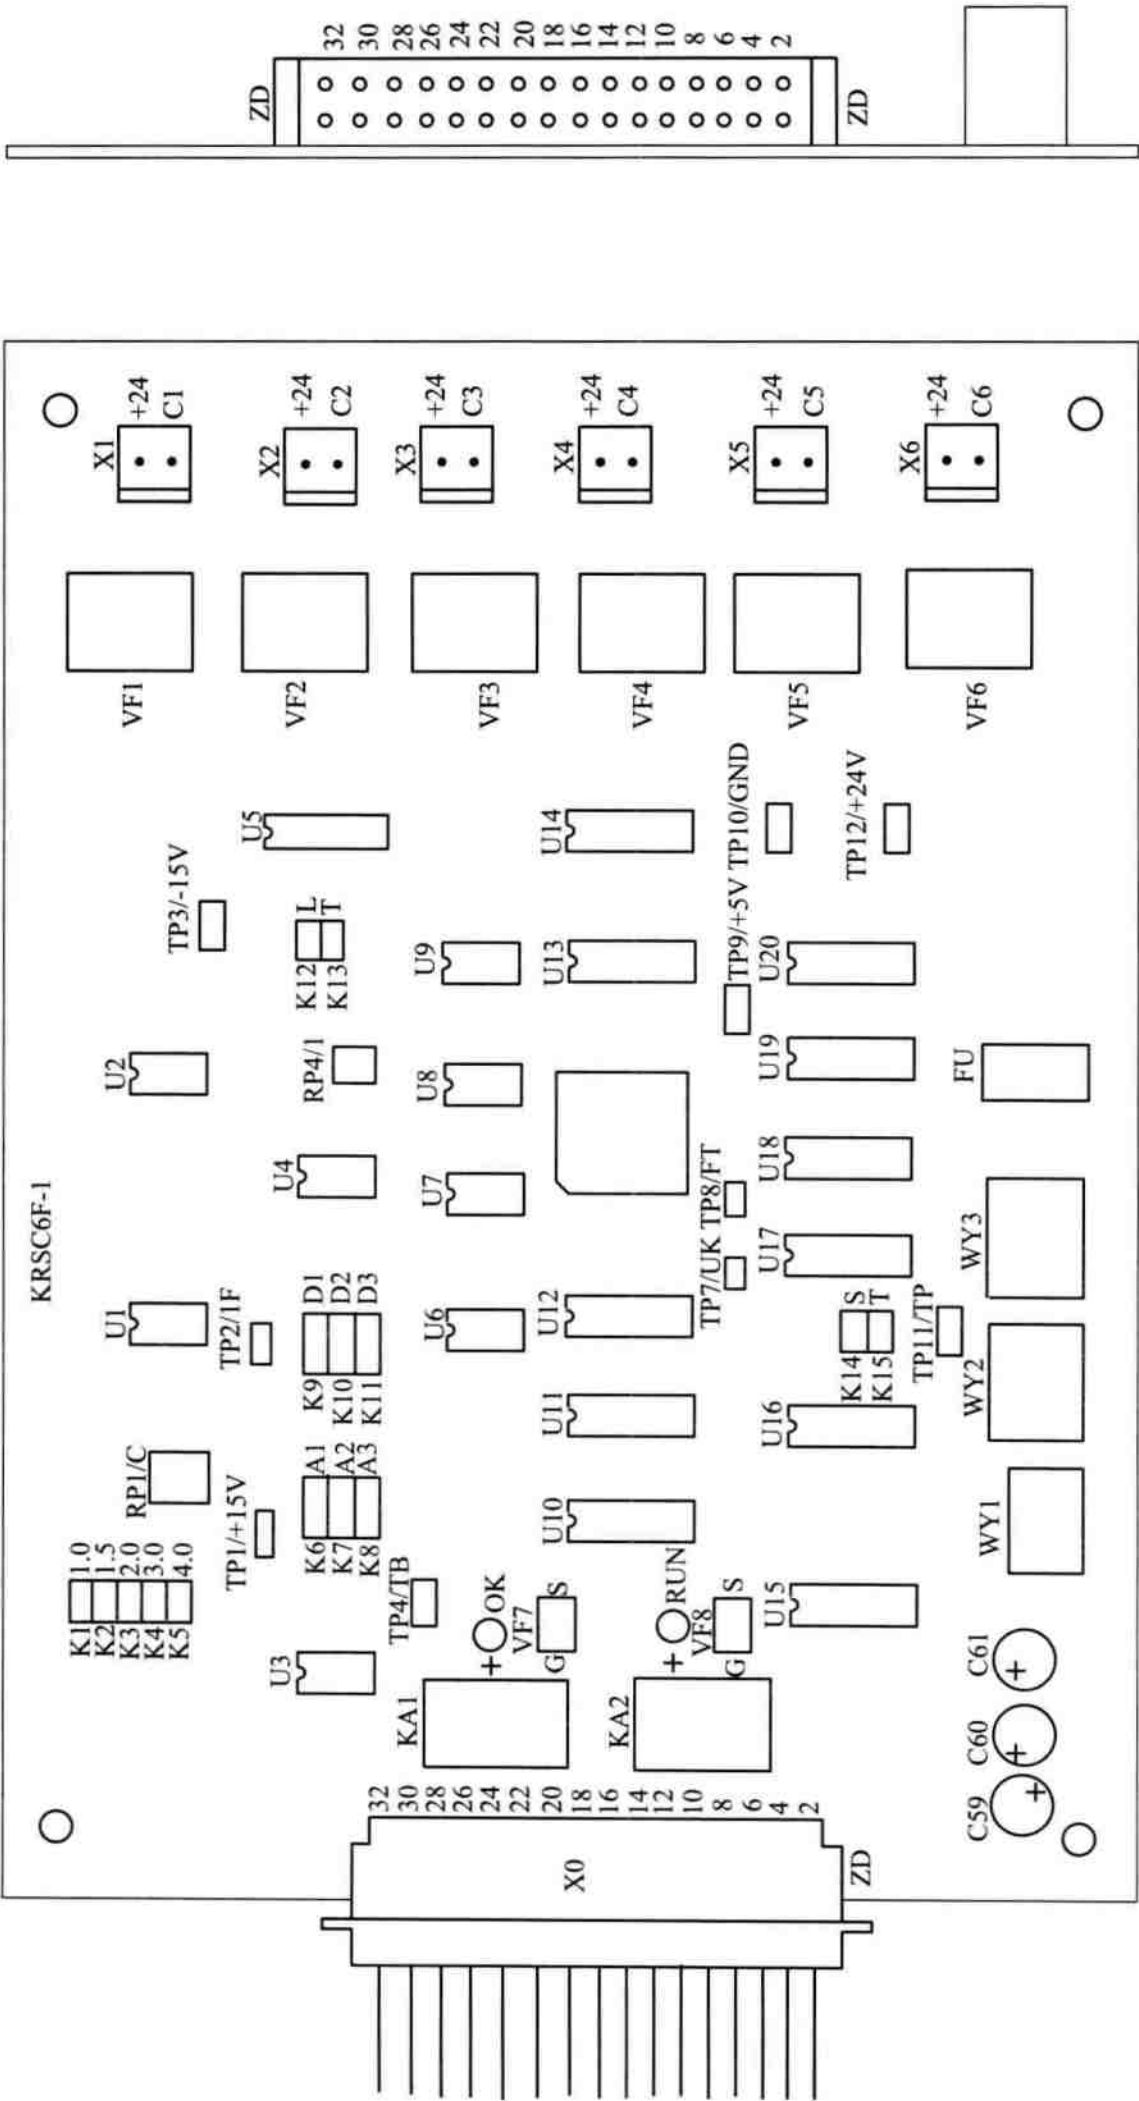 ZD
32
30
28
26
24
22
20
18
16
14
12
10
8
6
4
2
ZD
KRSC6F-1
X1
+24
C1
X2
+24
C2
X3
+24
C3
X4
+24
C4
X5
+24
C5
X6
+24
C6
VF1
VF2
VF3
VF4
VF5
VF6
U5
U14
TP9/+5V TP10/GND
TP12/+24V
TP3/-15V
K12 L
K13 T
U9
U13
U20
U2
RP4/1
U8
U19
FU
U4
U7
TP7/UK TP8/FT
U18
U17
WY3
U1
TP2/1F
K9 D1
K10 D2
K11 D3
U6
U12
K14 S
K15 T
TP11/TP
WY2
U11
U16
RP1/C
TP1/+15V
K6 A1
K7 A2
K8 A3
U10
WY1
K1 1.0
K2 1.5
K3 2.0
K4 3.0
K5 4.0
TP4/TB
+ OK
VF7
G S
+ RUN
VF8
G S
U15
U3
KA1
KA2
C59
+
C60
+
C61
+
32
30
28
26
24
22
20
18
16
14
12
10
8
6
4
2
X0
ZD